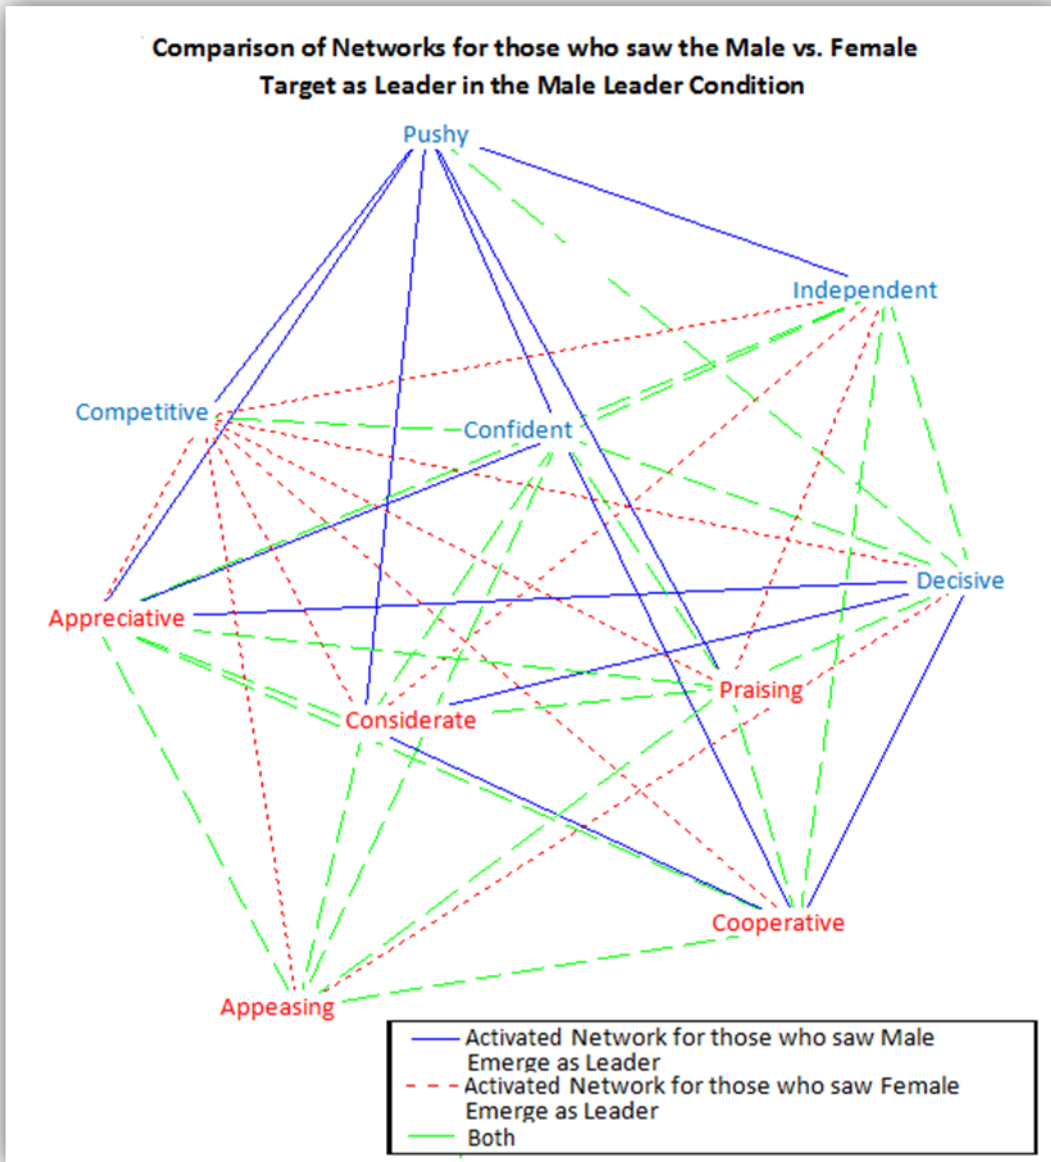 Comparison of Networks for those who saw the Male vs. Female
Target as Leader in the Male Leader Condition
Pushy
Independent
Competitive
Confident
Decisive
Appreciative
Praising
Considerate
Cooperative
Appeasing
Activated Network for those who saw Male
Emerge as Leader
Activated Network for those who saw Female
Emerge as Leader
Both